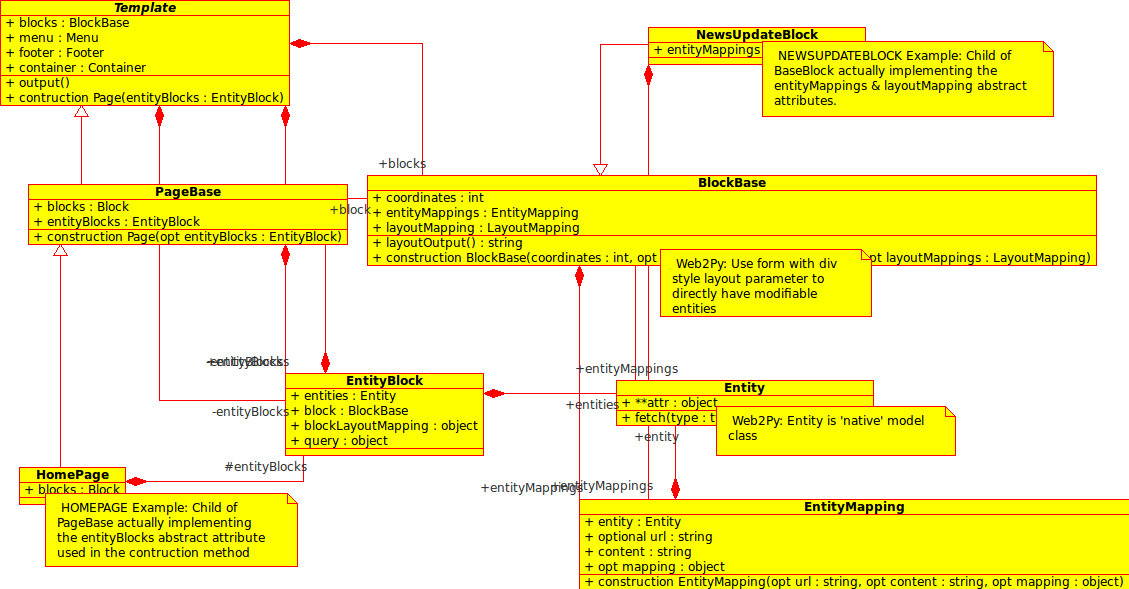 Template
+ blocks : BlockBase
+ menu : Menu
+ footer : Footer
+ container : Container
+ output()
+ contruction Page(entityBlocks : EntityBlock)
NewsUpdateBlock
+ entityMappings
NEWSUPDATEBLOCK Example: Child of
BaseBlock actually implementing the
entityMappings & layoutMapping abstract
attributes.
+blocks
PageBase
+ blocks : Block
+ entityBlocks : EntityBlock
+ construction Page(opt entityBlocks : EntityBlock)
+block
BlockBase
+ coordinates : int
+ entityMappings : EntityMapping
+ layoutMapping : LayoutMapping
+ layoutOutput() : string
+ construction BlockBase(coordinates : int, opt
pt layoutMappings : LayoutMapping)
Web2Py: Use form with div
style layout parameter to
directly have modifiable
entities
+entityBlocks
-entityBlocks
+entityMappings
EntityBlock
+ entities : Entity
+ block : BlockBase
+ blockLayoutMapping : object
+ query : object
+entities
Entity
+ **attr : object
+ fetch(type : t
Web2Py: Entity is 'native' model
class
+entity
#entityBlocks
HomePage
+ blocks : Block
HOMEPAGE Example: Child of
PageBase actually implementing
the entityBlocks abstract attribute
used in the contruction method
+entityMappings
+entityMappings
EntityMapping
+ entity : Entity
+ optional url : string
+ content : string
+ opt mapping : object
+ construction EntityMapping(opt url : string, opt content : string, opt mapping : object)